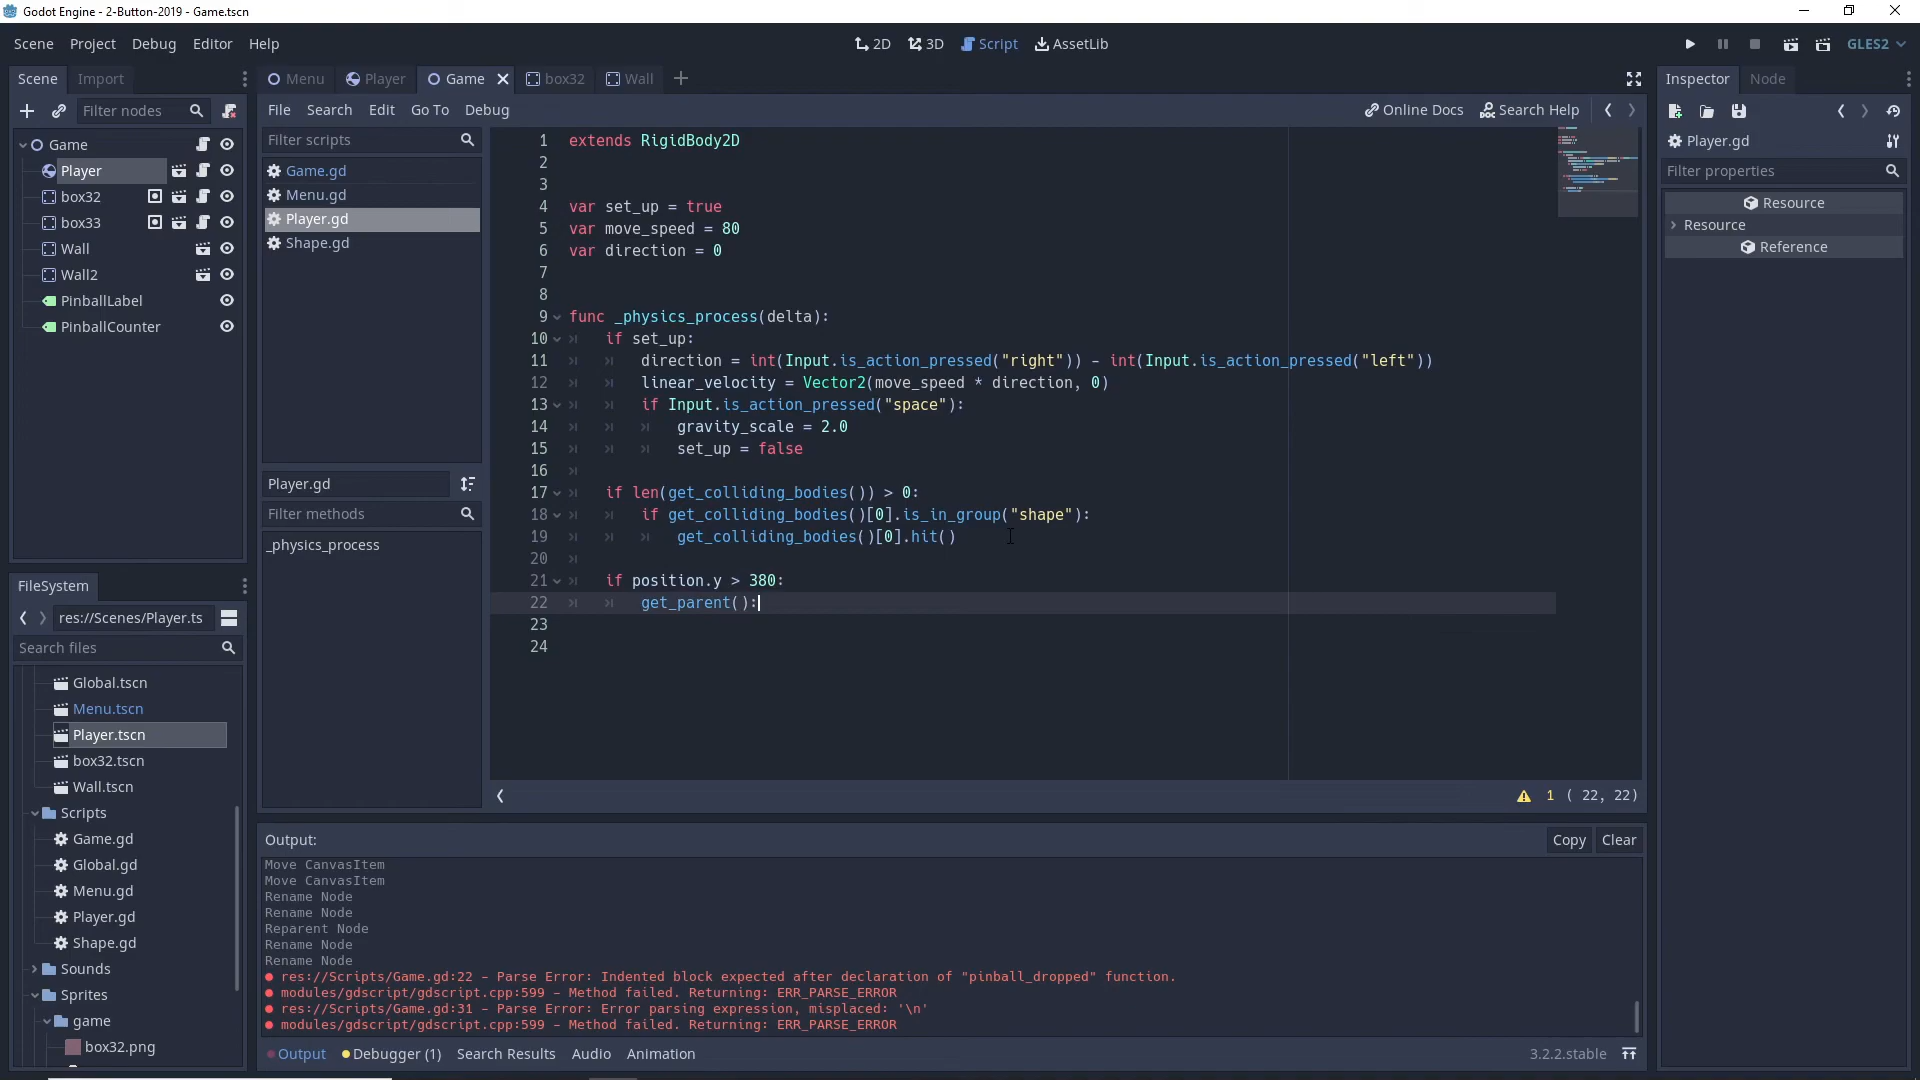 Godot Engine - 2-Button-2019 - Game.tscn
Scene Project Debug Editor Help
2D 3D Script AssetLib
GLES2
Scene Import
Filter nodes
Game
Player
box32
box33
Wall
Wall2
PinballLabel
PinballCounter
FileSystem
res://Scenes/Player.ts
Search files
Global.tscn
Menu.tscn
Player.tscn
box32.tscn
Wall.tscn
Scripts
Game.gd
Global.gd
Menu.gd
Player.gd
Shape.gd
Sounds
Sprites
game
box32.png
Menu Player Game box32 Wall
File Search Edit Go To Debug
Online Docs Search Help
Filter scripts
Game.gd
Menu.gd
Player.gd
Shape.gd
Player.gd
Filter methods
_physics_process
1 extends RigidBody2D
2
3
4 var set_up = true
5 var move_speed = 80
6 var direction = 0
7
8
9 func _physics_process(delta):
10 if set_up:
11 direction = int(Input.is_action_pressed("right")) - int(Input.is_action_pressed("left"))
12 linear_velocity = Vector2(move_speed * direction, 0)
13 if Input.is_action_pressed("space"):
14 gravity_scale = 2.0
15 set_up = false
16
17 if len(get_colliding_bodies()) > 0:
18 if get_colliding_bodies()[0].is_in_group("shape"):
19 get_colliding_bodies()[0].hit()
20
21 if position.y > 380:
22 get_parent():
23
24
1 ( 22, 22)
Output:
Copy Clear
Move CanvasItem
Move CanvasItem
Rename Node
Rename Node
Reparent Node
Rename Node
Rename Node
res://Scripts/Game.gd:22 - Parse Error: Indented block expected after declaration of "pinball_dropped" function.
modules/gdscript/gdscript.cpp:599 - Method failed. Returning: ERR_PARSE_ERROR
res://Scripts/Game.gd:31 - Parse Error: Error parsing expression, misplaced: '\n'
modules/gdscript/gdscript.cpp:599 - Method failed. Returning: ERR_PARSE_ERROR
Output Debugger (1) Search Results Audio Animation
3.2.2.stable
Inspector Node
Player.gd
Filter properties
Resource
Resource
Reference